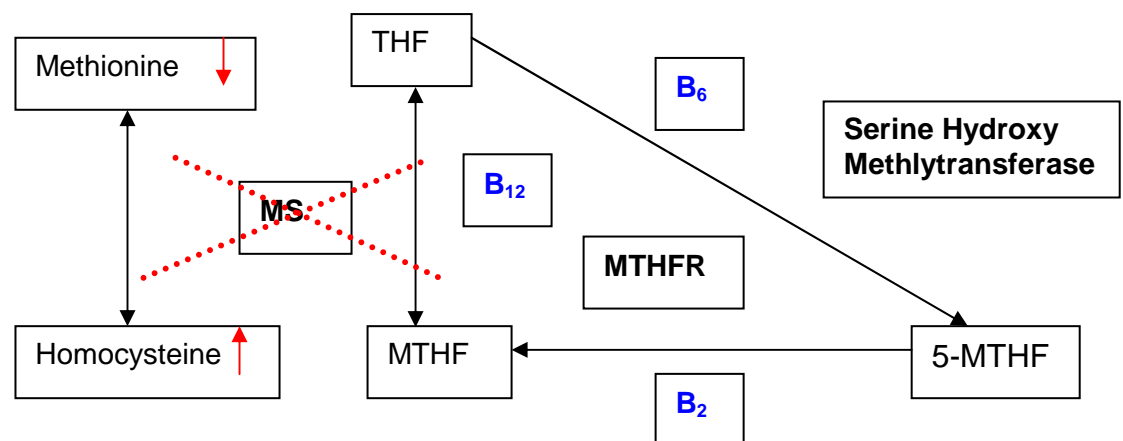 THF
Methionine
B₆
Serine Hydroxy
Methlytransferase
B₁₂
MS
MTHFR
Homocysteine
MTHF
5-MTHF
B₂